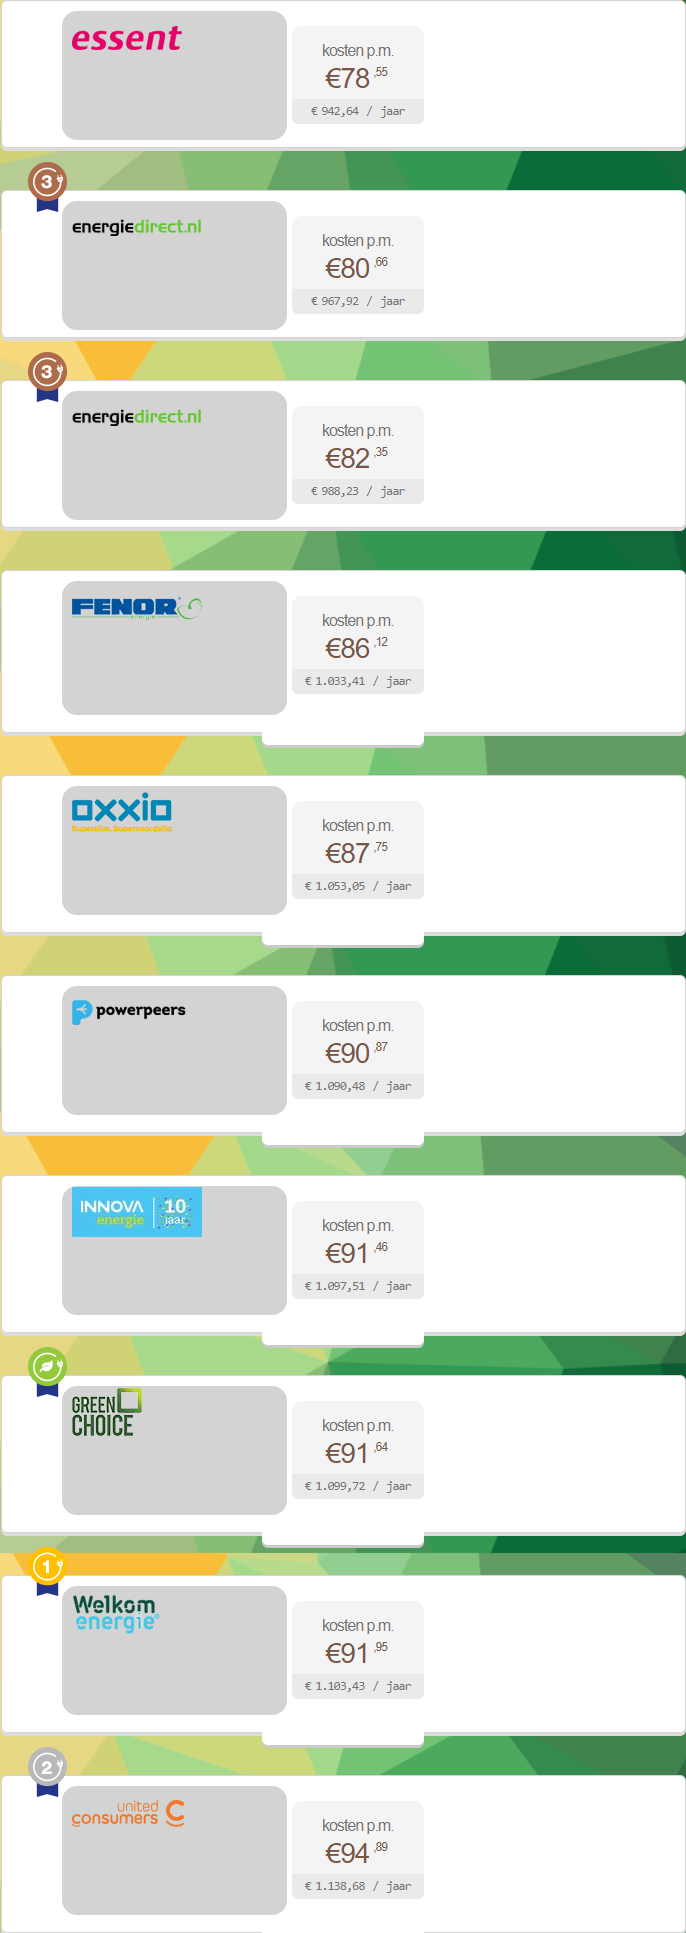 essent
kosten p.m.
€78 ,55
€ 942,64 / jaar
3
energiedirect.nl
kosten p.m.
€80 ,66
€ 967,92 / jaar
3
energiedirect.nl
kosten p.m.
€82 ,35
€ 988,23 / jaar
FENOR
energie
kosten p.m.
€86 ,12
€ 1.033,41 / jaar
oxxio
Superslim. Supervoordelig.
kosten p.m.
€87 ,75
€ 1.053,05 / jaar
powerpeers
kosten p.m.
€90 ,87
€ 1.090,48 / jaar
INNOVA 10
energie jaar
kosten p.m.
€91 ,46
€ 1.097,51 / jaar
GREEN
CHOICE
kosten p.m.
€91 ,64
€ 1.099,72 / jaar
1
Welkom
energie
kosten p.m.
€91 ,95
€ 1.103,43 / jaar
2
united
consumers
kosten p.m.
€94 ,89
€ 1.138,68 / jaar